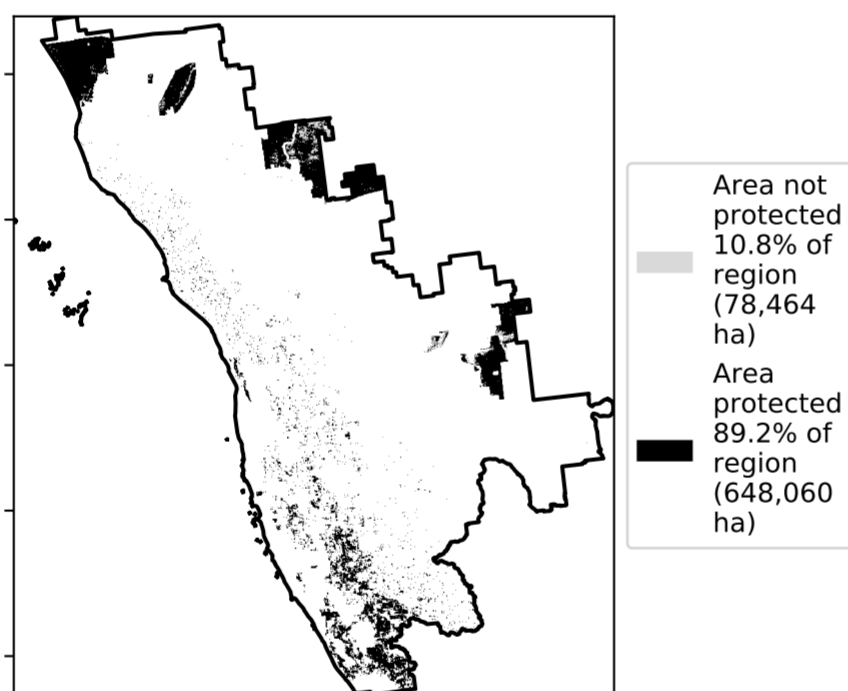 Area not
protected
10.8% of
region
(78,464
ha)
Area
protected
89.2% of
region
(648,060
ha)